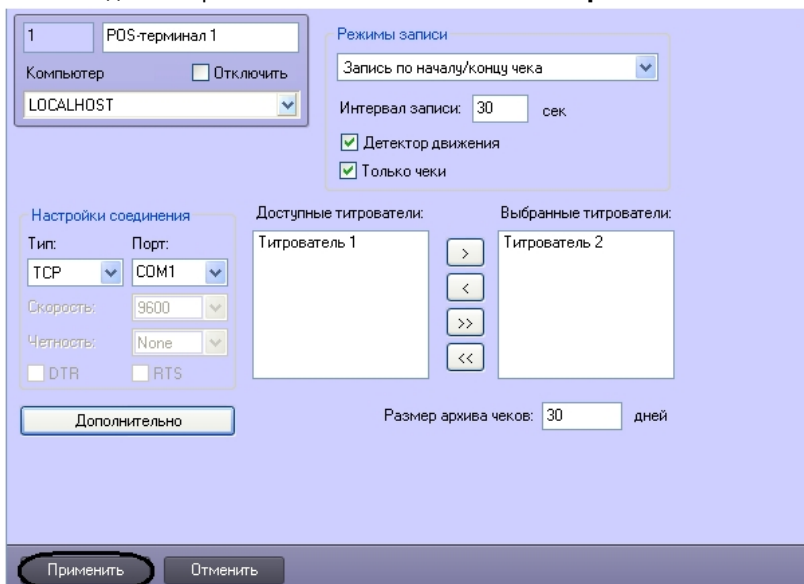 1
POS-терминал 1
Компьютер
Отключить
LOCALHOST
Режимы записи
Запись по началу/концу чека
Интервал записи: 30 сек
Детектор движения
Только чеки
Настройки соединения
Тип: Порт:
TCP COM1
Скорость: 9600
Четность: None
DTR RTS
Дополнительно
Доступные титрователи:
Титрователь 1
>
<
>>
<<
Выбранные титрователи:
Титрователь 2
Размер архива чеков: 30 дней
Применить Отменить